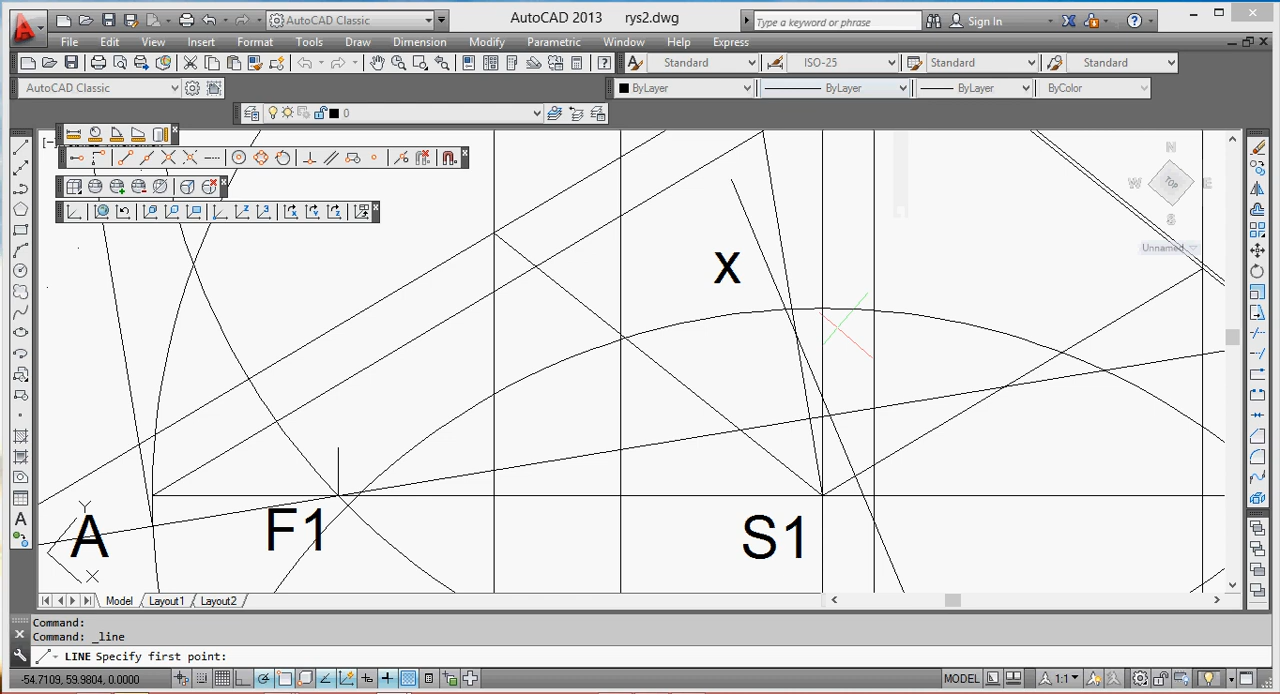 AutoCAD Classic
AutoCAD 2013 rys2.dwg
Type a keyword or phrase
Sign In
File Edit View Insert Format Tools Draw Dimension Modify Parametric Window Help Express
Standard ISO-25 Standard Standard
AutoCAD Classic
ByLayer ByLayer ByLayer ByColor
0
[−]
N
W TOP E
S
Unnamed
x
Y
A F1 S1
X
Model Layout1 Layout2
Command:
Command: _line
LINE Specify first point:
-54.7109, 59.9804, 0.0000 MODEL 1:1